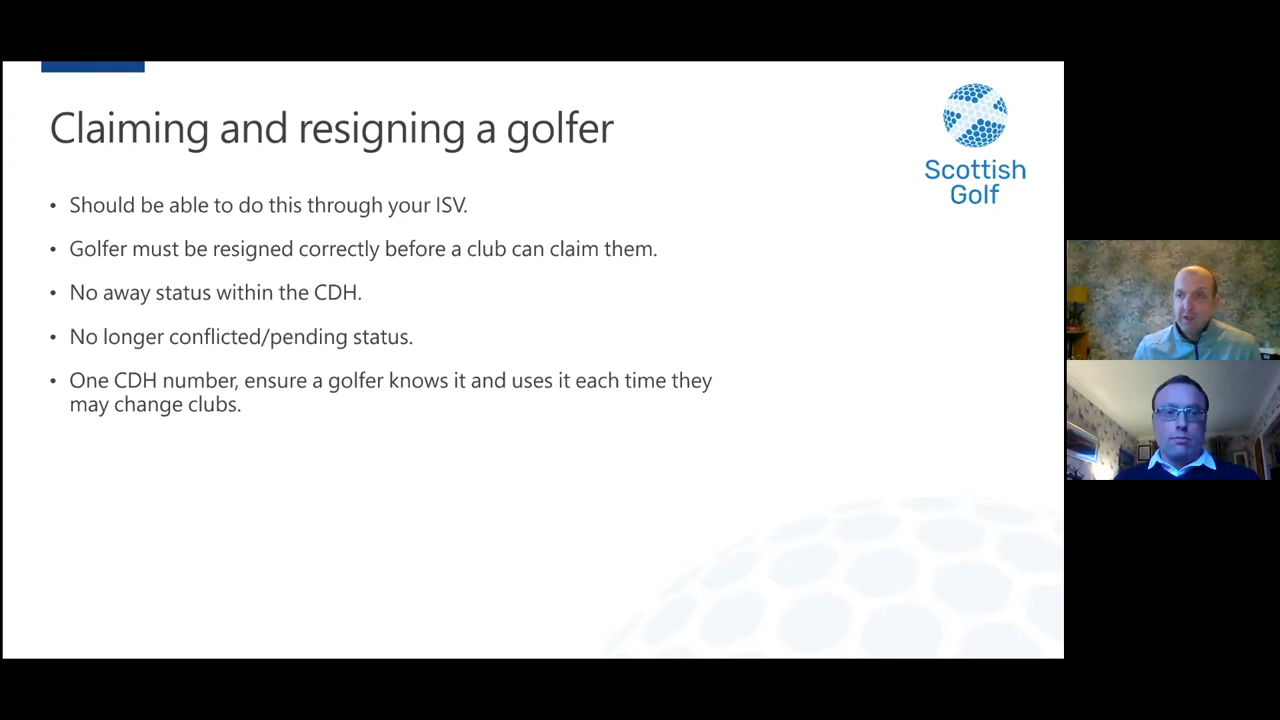 Claiming and resigning a golfer
Scottish
Golf
• Should be able to do this through your ISV.
• Golfer must be resigned correctly before a club can claim them.
• No away status within the CDH.
• No longer conflicted/pending status.
• One CDH number, ensure a golfer knows it and uses it each time they
may change clubs.